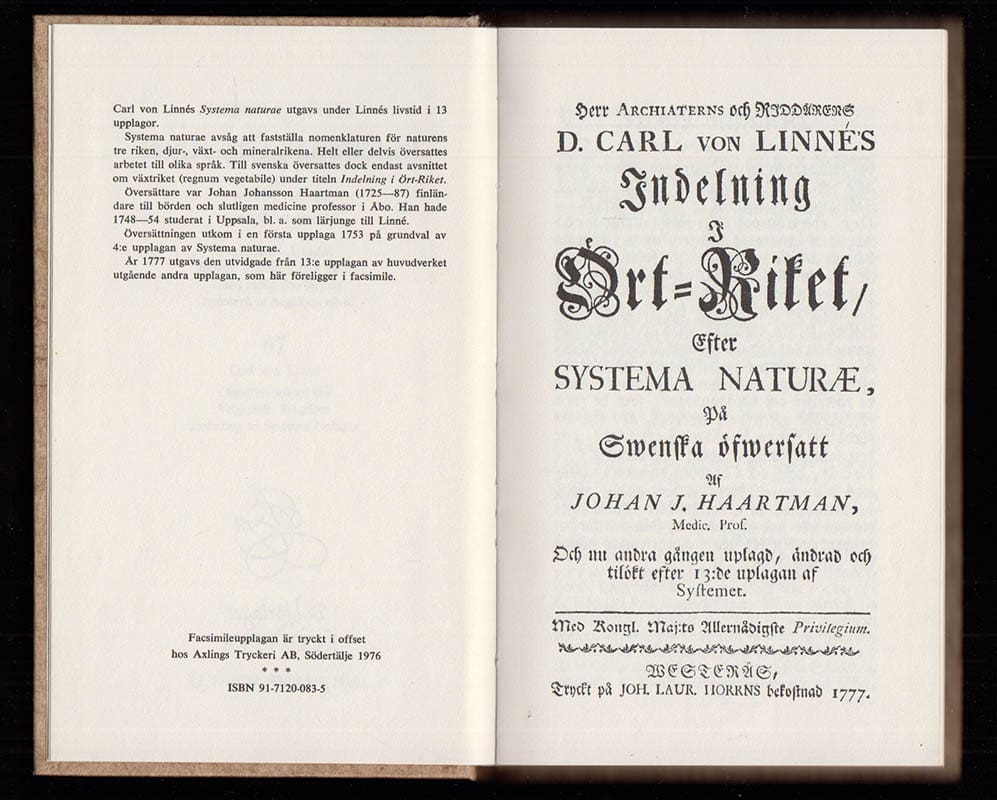 Carl von Linnés Systema naturae utgavs under Linnés livstid i 13
upplagor.
Systema naturae avsåg att fastställa nomenklaturen för naturens
tre riken, djur-, växt- och mineralrikena. Helt eller delvis översattes
arbetet till olika språk. Till svenska översattes dock endast avsnittet
om växtriket (regnum vegetabile) under titeln Indelning i Ört-Riket.
Översättare var Johan Johansson Haartman (1725—87) finlän-
dare till börden och slutligen medicine professor i Åbo. Han hade
1748—54 studerat i Uppsala, bl. a. som lärjunge till Linné.
Översättningen utkom i en första upplaga 1753 på grundval av
4:e upplagan av Systema naturae.
År 1777 utgavs den utvidgade från 13:e upplagan av huvudverket
utgående andra upplagan, som här föreligger i facsimile.
Facsimileupplagan är tryckt i offset
hos Axlings Tryckeri AB, Södertälje 1976
* * *
ISBN 91-7120-083-5
Herr ARCHIATERNS och RIDDARENS
D. CARL VON LINNÉ'S
Indelning
I
Ört=Riket,
Efter
SYSTEMA NATURÆ,
På
Swenſka öfwerſatt
Af
JOHAN J. HAARTMAN,
Medic. Prof.
Och nu andra gången uplagd, ändrad och
tilökt efter 13:de uplagan af
Syſtemet.
Med Kongl. Maj:ts Allernådigſte Privilegium.
WESTERÅS,
Tryckt på JOH. LAUR. HORRNS bekoſtnad 1777.